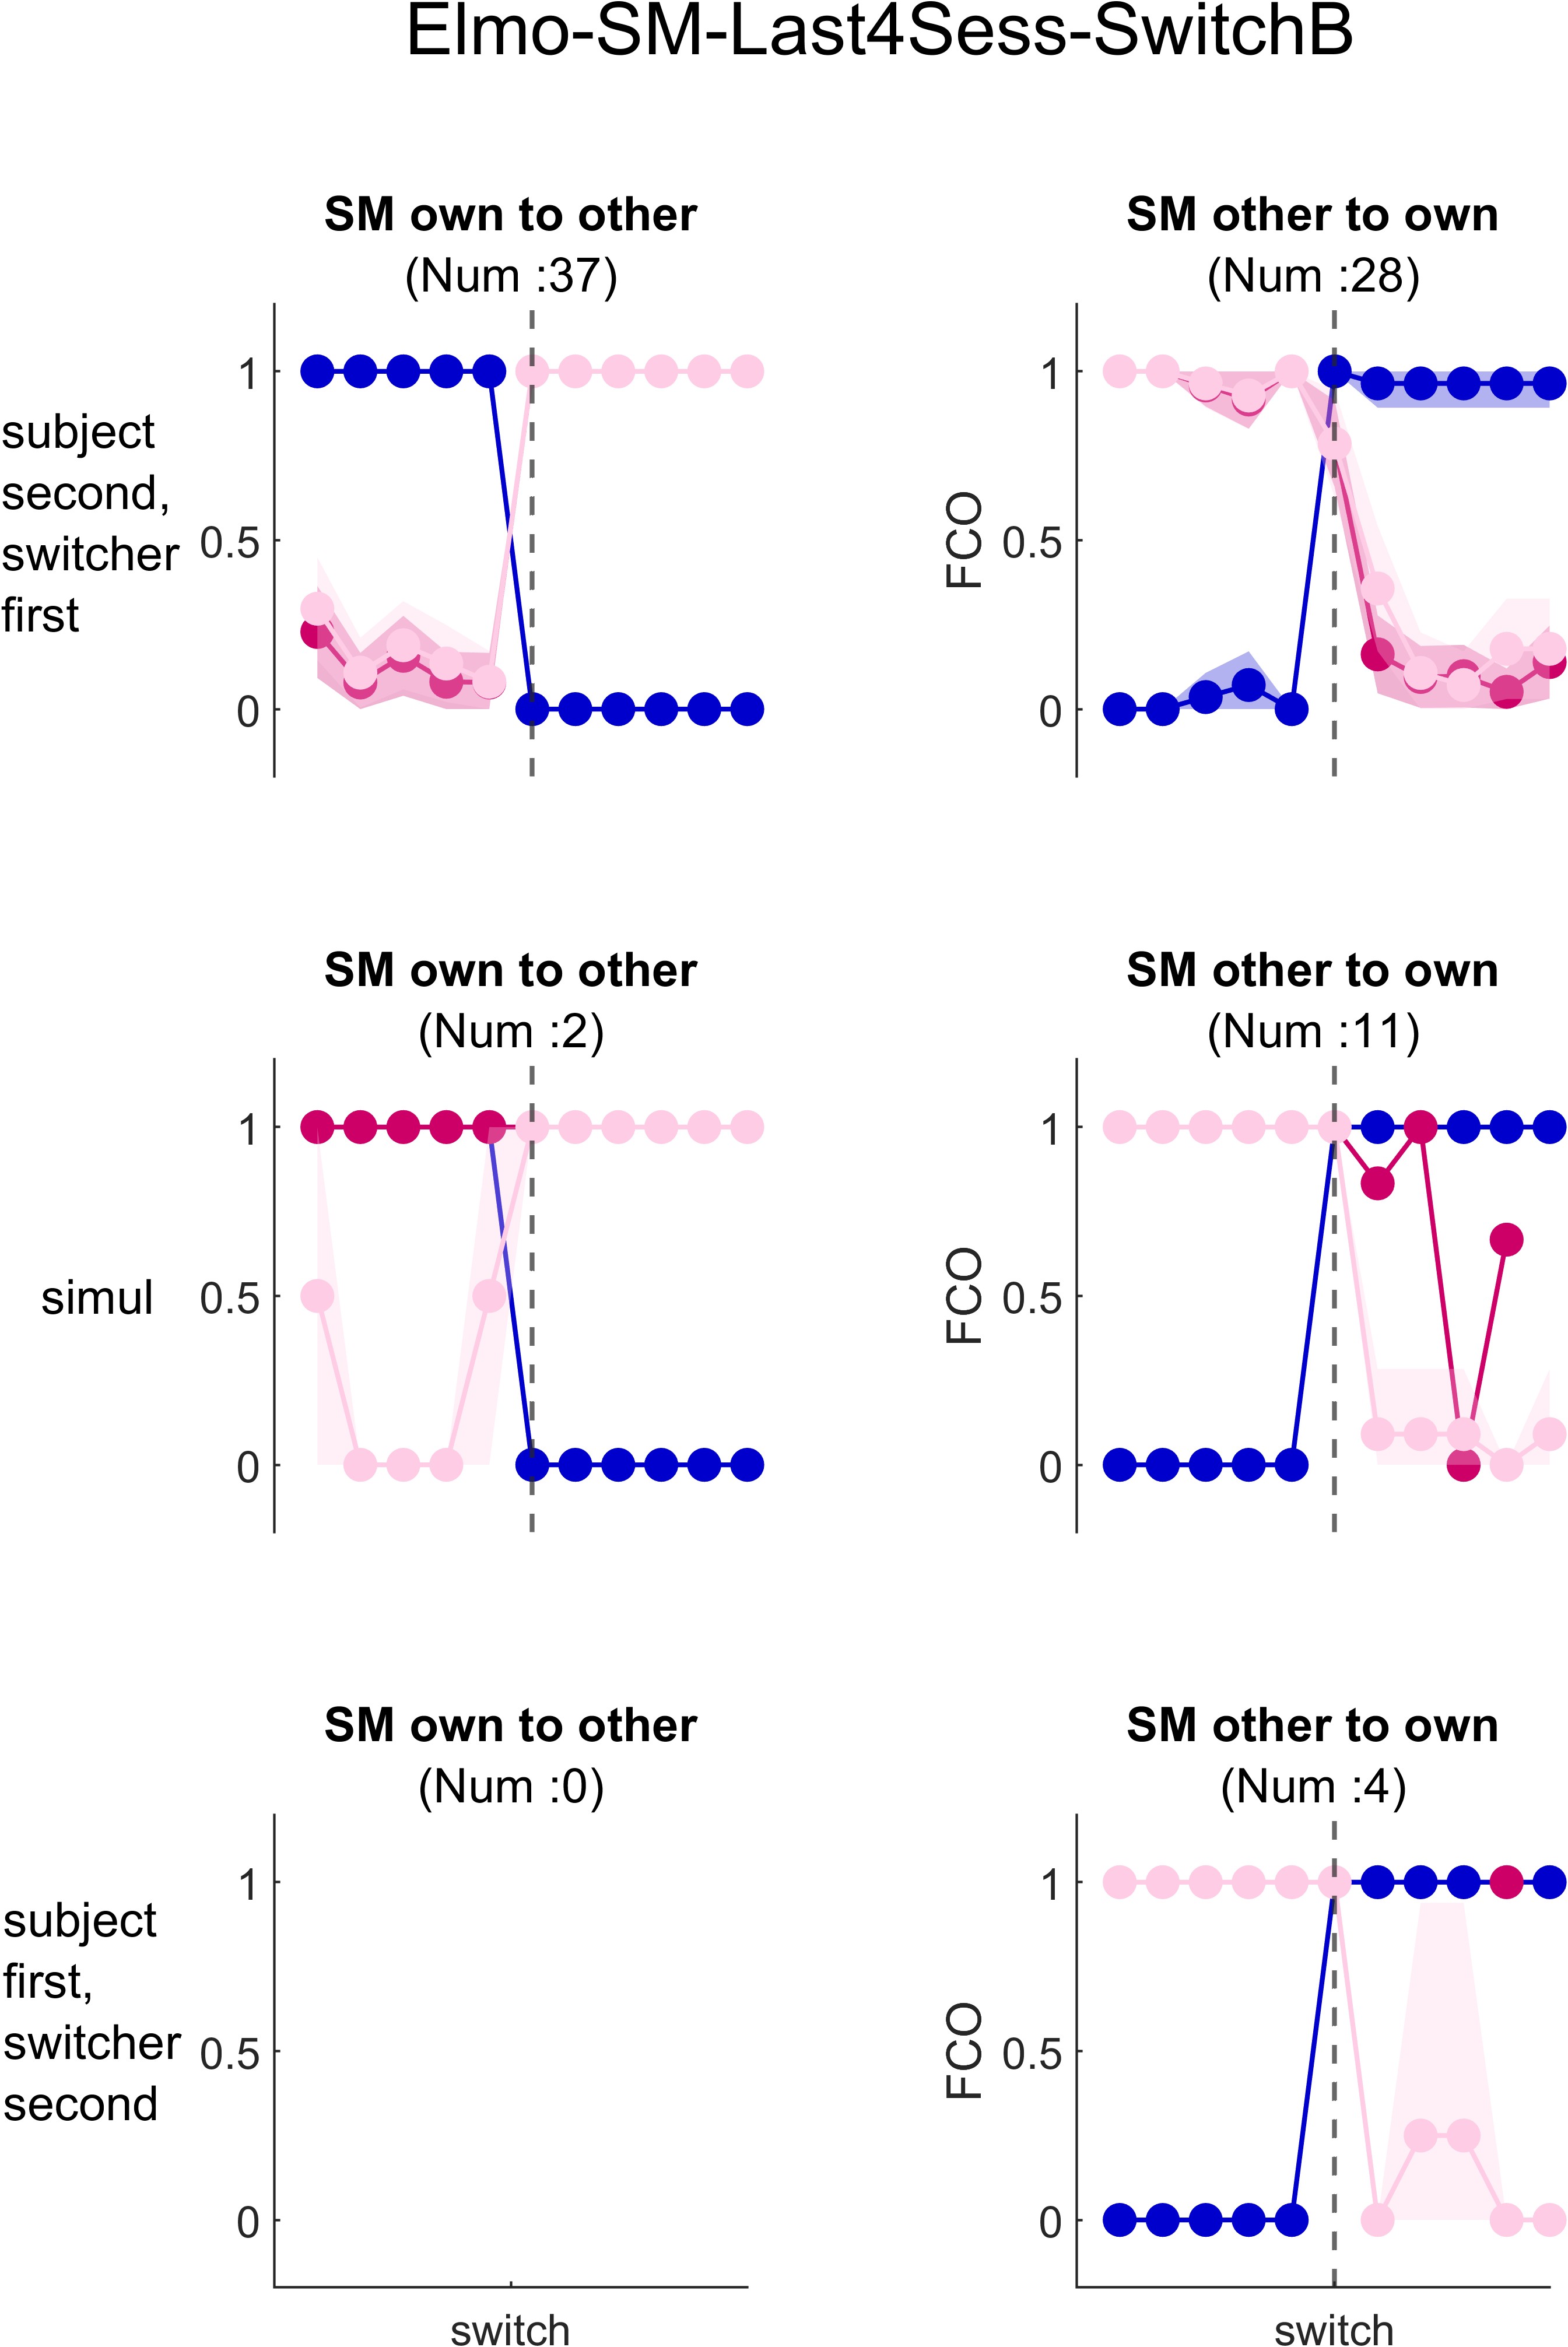 Elmo-SM-Last4Sess-SwitchB
SM own to other
(Num :37)
SM other to own
(Num :28)
subject
second,
switcher
first
1
0.5
0
FCO
1
0.5
0
SM own to other
(Num :2)
SM other to own
(Num :11)
simul
1
0.5
0
FCO
1
0.5
0
SM own to other
(Num :0)
SM other to own
(Num :4)
subject
first,
switcher
second
1
0.5
0
switch
FCO
1
0.5
0
switch